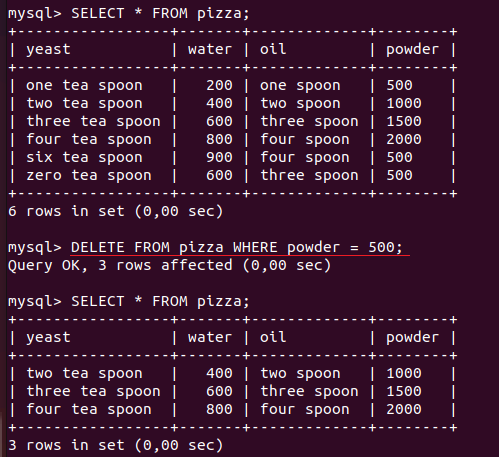 mysql> SELECT * FROM pizza;
+-----------------+-------+-------------+--------+
| yeast           | water | oil         | powder |
+-----------------+-------+-------------+--------+
| one tea spoon   |   200 | one spoon   | 500    |
| two tea spoon   |   400 | two spoon   | 1000   |
| three tea spoon |   600 | three spoon | 1500   |
| four tea spoon  |   800 | four spoon  | 2000   |
| six tea spoon   |   900 | four spoon  | 500    |
| zero tea spoon  |   600 | three spoon | 500    |
+-----------------+-------+-------------+--------+
6 rows in set (0,00 sec)
mysql> DELETE FROM pizza WHERE powder = 500;
Query OK, 3 rows affected (0,00 sec)
mysql> SELECT * FROM pizza;
+-----------------+-------+-------------+--------+
| yeast           | water | oil         | powder |
+-----------------+-------+-------------+--------+
| two tea spoon   |   400 | two spoon   | 1000   |
| three tea spoon |   600 | three spoon | 1500   |
| four tea spoon  |   800 | four spoon  | 2000   |
+-----------------+-------+-------------+--------+
3 rows in set (0,00 sec)